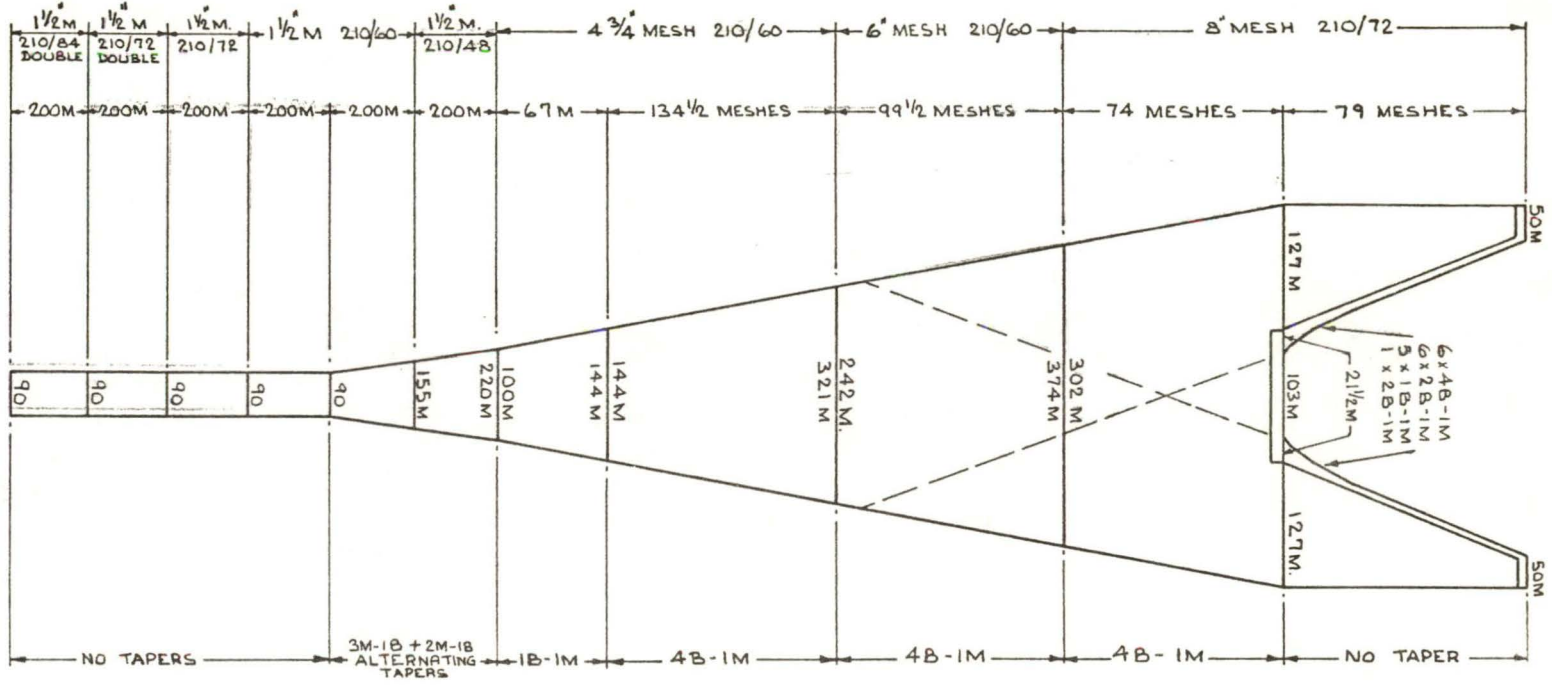 1½" M.
210/84
DOUBLE
1½" M
210/72
DOUBLE
1½" M.
210/72
1½" M 210/60
1½" M.
210/48
4 ¾" MESH 210/60
6" MESH 210/60
8" MESH 210/72
200M
200M
200M
200M
200M
200M
67 M
134½ MESHES
99½ MESHES
74 MESHES
79 MESHES
50M
127 M
6x4B-1M
6x2B-1M
5x1B-1M
1x2B-1M
21½M
90
90
90
90
90
155M
100M
220M
144M
144M
242M.
321M
302M
374M
103M
127M.
50M
NO TAPERS
3M-1B + 2M-1B
ALTERNATING
TAPERS
1B-1M
4B-1M
4B-1M
4B-1M
NO TAPER